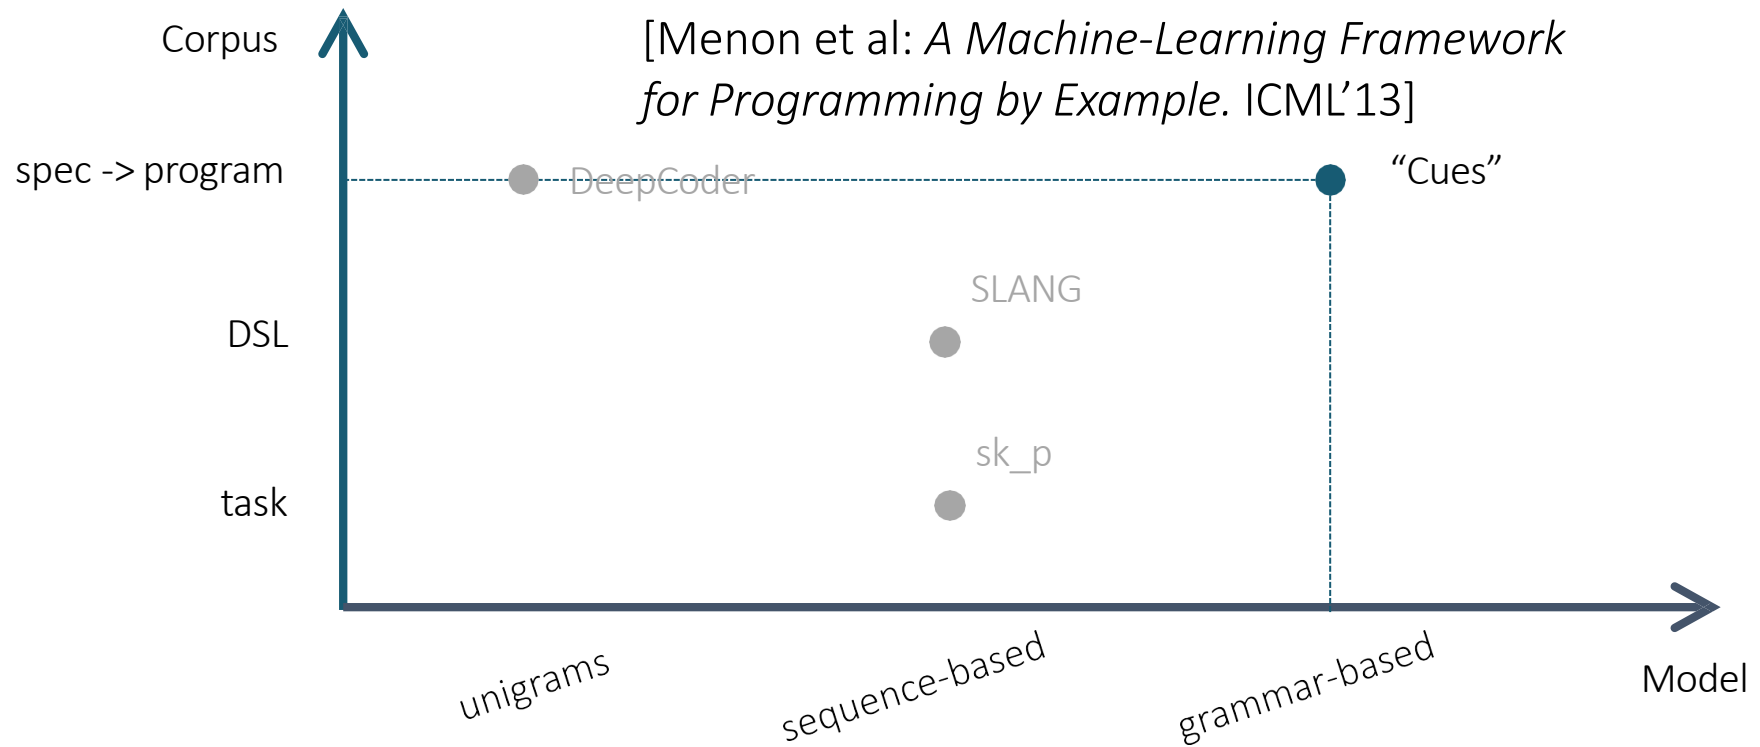 Corpus
[Menon et al: A Machine-Learning Framework
for Programming by Example. ICML’13]
spec -> program
DeepCoder
“Cues”
SLANG
DSL
sk_p
task
unigrams
sequence-based
grammar-based
Model